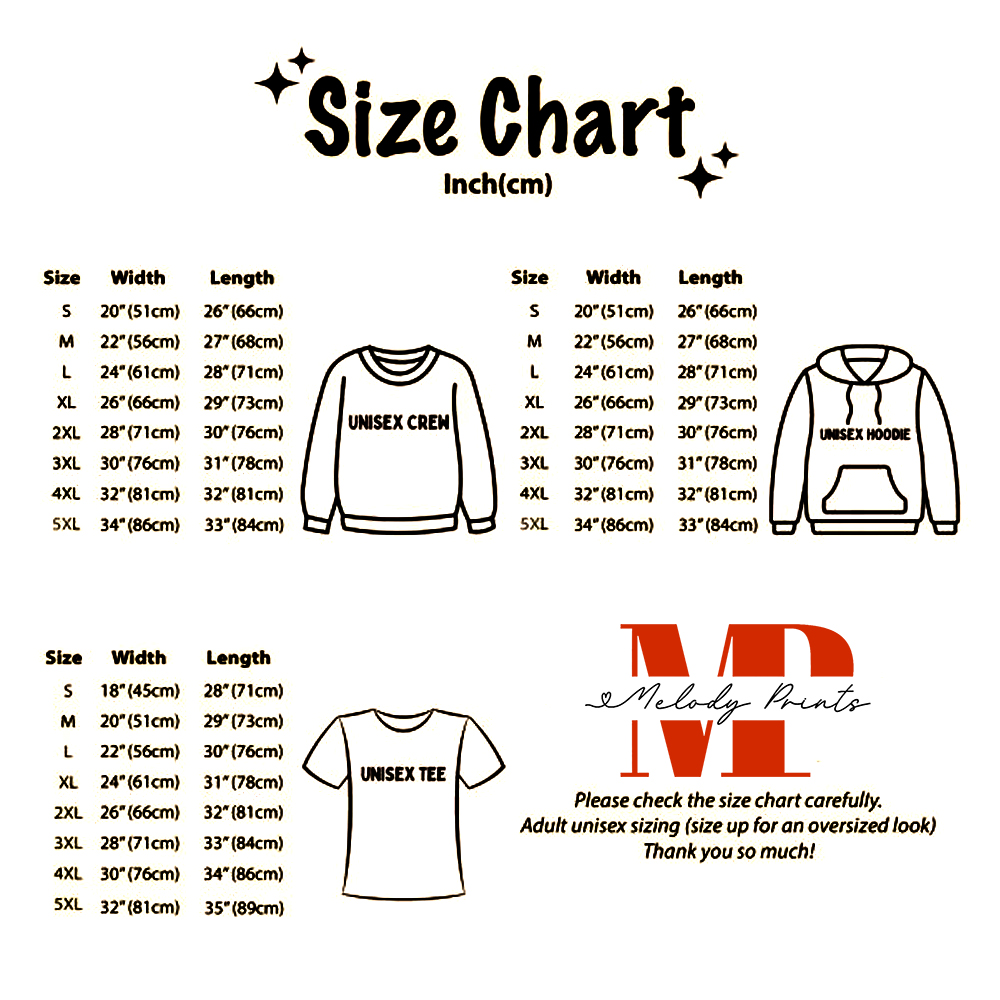 Size Chart
Inch(cm)
Size Width Length
S 20"(51cm) 26"(66cm)
M 22"(56cm) 27"(68cm)
L 24"(61cm) 28"(71cm)
XL 26"(66cm) 29"(73cm)
2XL 28"(71cm) 30"(76cm)
3XL 30"(76cm) 31"(78cm)
4XL 32"(81cm) 32"(81cm)
5XL 34"(86cm) 33"(84cm)
UNISEX CREW
Size Width Length
S 20"(51cm) 26"(66cm)
M 22"(56cm) 27"(68cm)
L 24"(61cm) 28"(71cm)
XL 26"(66cm) 29"(73cm)
2XL 28"(71cm) 30"(76cm)
3XL 30"(76cm) 31"(78cm)
4XL 32"(81cm) 32"(81cm)
5XL 34"(86cm) 33"(84cm)
UNISEX HOODIE
Size Width Length
S 18"(45cm) 28"(71cm)
M 20"(51cm) 29"(73cm)
L 22"(56cm) 30"(76cm)
XL 24"(61cm) 31"(78cm)
2XL 26"(66cm) 32"(81cm)
3XL 28"(71cm) 33"(84cm)
4XL 30"(76cm) 34"(86cm)
5XL 32"(81cm) 35"(89cm)
UNISEX TEE
MP
Melody Prints
Please check the size chart carefully.
Adult unisex sizing (size up for an oversized look)
Thank you so much!